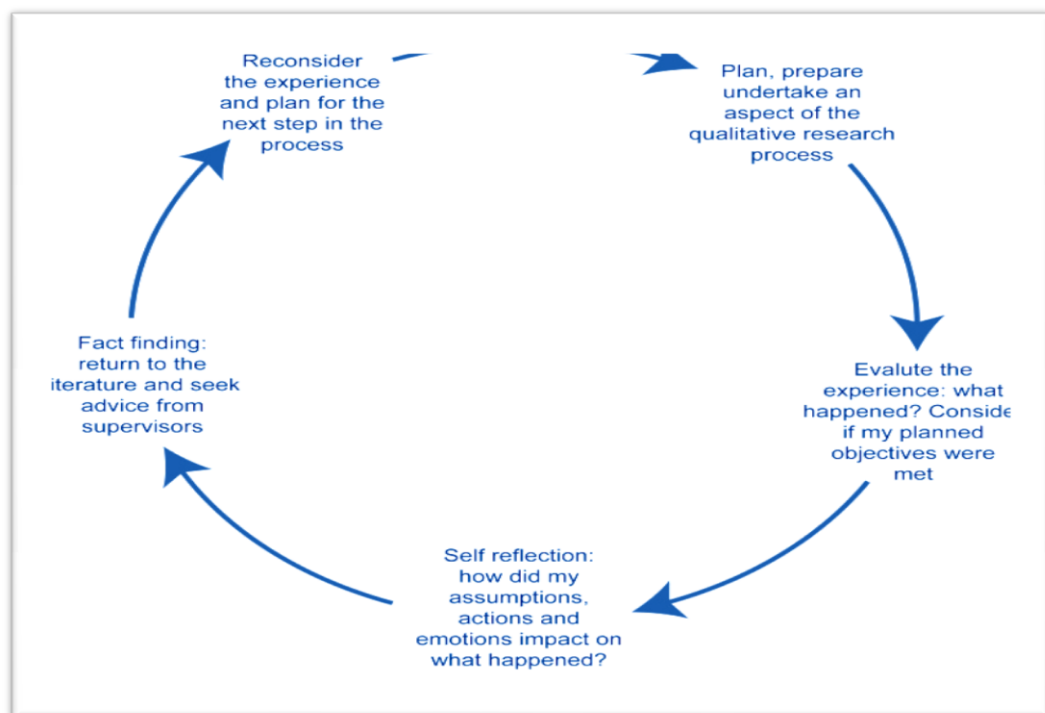 Reconsider
the experience
and plan for the
next step in the
process
Plan, prepare
undertake an
aspect of the
qualitative research
process
Evalute the
experience: what
happened? Conside
if my planned
objectives were
met
Self reflection:
how did my
assumptions,
actions and
emotions impact on
what happened?
Fact finding:
return to the
iterature and seek
advice from
supervisors